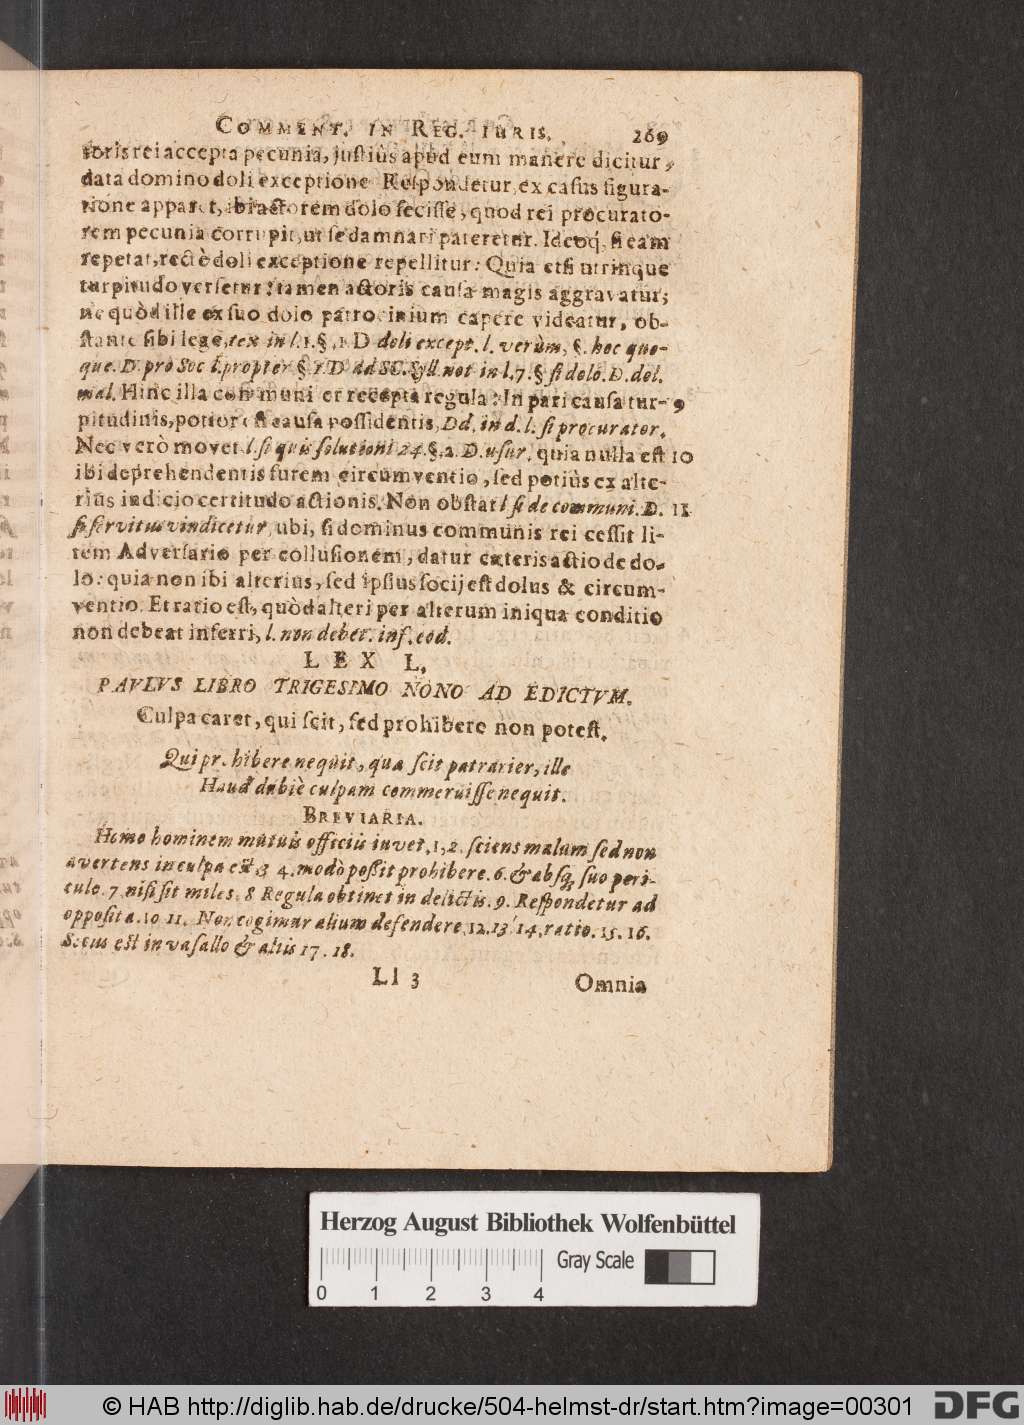 COMMENT. IN REG. IURIS. 269
toris rei accepta pecunia, justiùs apud eum manere dicitur,
data domino doli exceptione Respondetur, ex casus figura-
tione apparet, ibi actorem dolo fecisse, quod rei procurato-
rem pecunia corrupit, ut se damnari pateretur. Ideoq́, si eam
repetat, rectè doli exceptione repellitur: Quia etsi utrinque
turpitudo versetur: tamen actoris causa magis aggravatur;
ne quòd ille ex suo dolo patrocinium capere videatur, ob-
stante sibi lege, tex in l. 1. §. 1 D doli except. l. verùm, §. hoc quo-
que. D. pro Soc l. propter § 1. D ad SC. Syll. not in l. 7. § si dolo. D. dol.
mal. Hinc illa communi et recepta regula: In pari causa tur- 9
pitudinis, potior est causa possidentis, Dd. in d. l. si procurator.
Nec verò movet l. si quis solutioni 24. §. 2. D. usur. quia nulla est 10
ibi deprehendentis furem circumventio, sed potiùs ex alte-
rius indicio certitudo actionis. Non obstat l si de communi. D. 11
si servitus vindicetur, ubi, si dominus communis rei cessit li-
tem Adversario per collusionem, datur cæteris actio de do-
lo: quia non ibi alterius, sed ipsius socij est dolus & circum-
ventio. Et ratio est, quòd alteri per alterum iniqua conditio
non debeat inferri, l. non debet. inf. eod.
LEX L.
PAVLVS LIBRO TRIGESIMO NONO AD EDICTVM.
Culpa caret, qui scit, sed prohibere non potest.
Qui prohibere nequit, qua scit patrarier, ille
Haud dubiè culpam commeruisse nequit.
BREVIARIA.
Homo hominem mutuis officiis iuvet, 1, 2. sciens malum sed non
avertens in culpa est 3 4. modò possit prohibere. 6. & absq́ suo peri-
culo. 7. nisi sit miles. 8 Regula obtinet in delictis. 9. Respondetur ad
opposita. 10 11. Non cogimur alium defendere. 12. 13 14. ratio. 15. 16.
Secus est in vasallo & aliis 17. 18.
Ll 3 Omnia
Herzog August Bibliothek Wolfenbüttel
Gray Scale
0 1 2 3 4
© HAB http://diglib.hab.de/drucke/504-helmst-dr/start.htm?image=00301 DFG